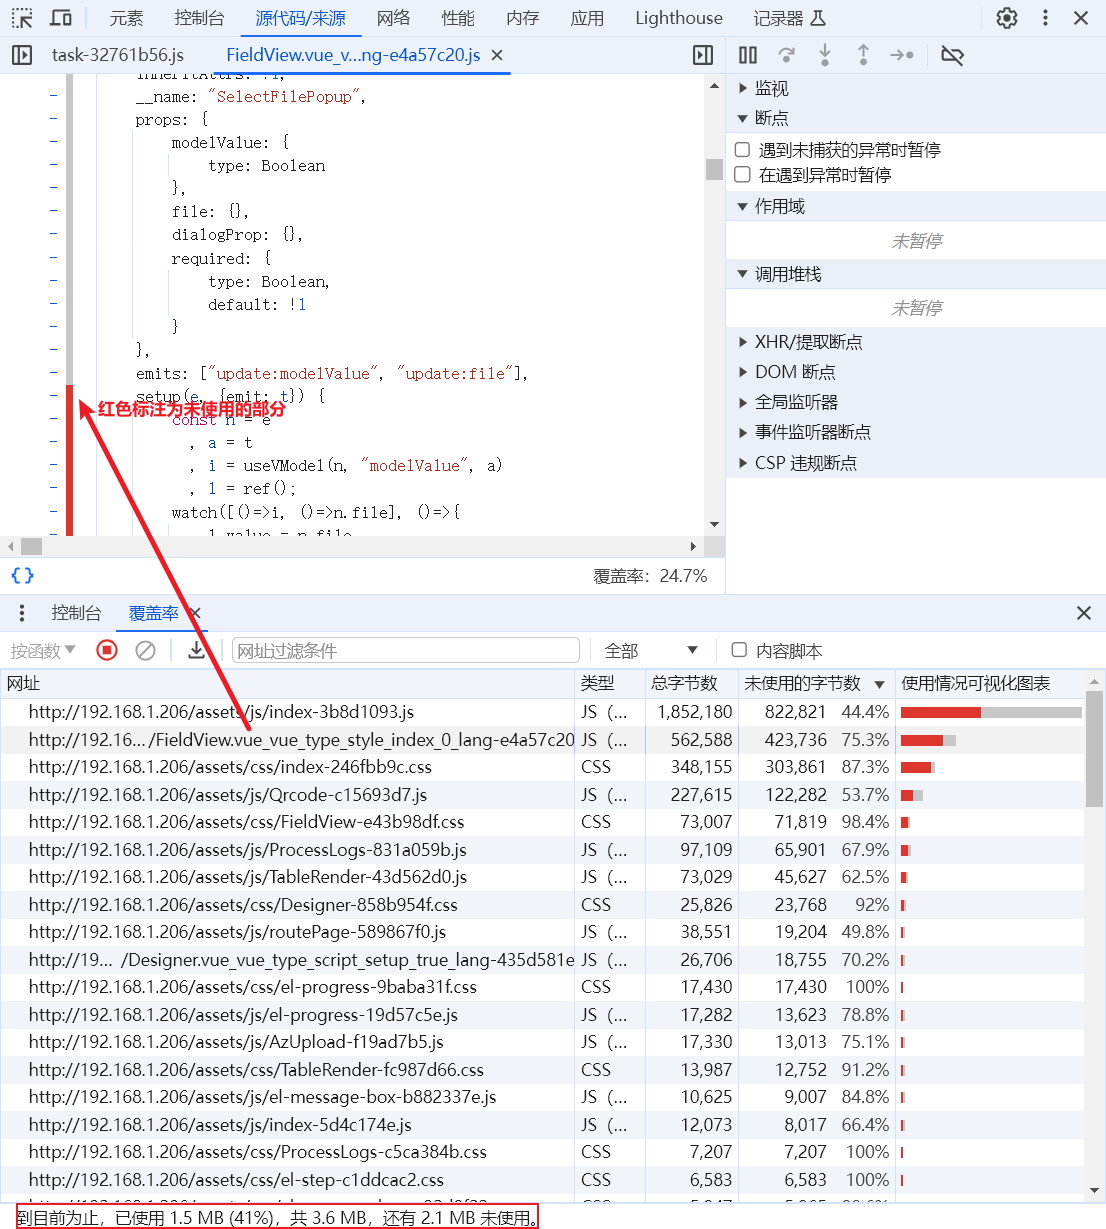 元素 控制台 源代码/来源 网络 性能 内存 应用 Lighthouse 记录器
task-32761b56.js FieldView.vue_v...ng-e4a57c20.js ×
inheritAttrs: !1,
__name: "SelectFilePopup",
props: {
modelValue: {
type: Boolean
},
file: {},
dialogProp: {},
required: {
type: Boolean,
default: !1
}
},
emits: ["update:modelValue", "update:file"],
setup(e, {emit: t}) {
红色标注为未使用的部分
const n = e
, a = t
, i = useVModel(n, "modelValue", a)
, l = ref();
watch([()=>i, ()=>n.file], ()=>{
l.value = n.file
{} 覆盖率：24.7%
监视
断点
遇到未捕获的异常时暂停
在遇到异常时暂停
作用域
未暂停
调用堆栈
未暂停
XHR/提取断点
DOM 断点
全局监听器
事件监听器断点
CSP 违规断点
控制台 覆盖率 ×
按函数 网址过滤条件 全部 内容脚本
网址 类型 总字节数 未使用的字节数 使用情况可视化图表
http://192.168.1.206/assets/js/index-3b8d1093.js JS（... 1,852,180 822,821 44.4%
http://192.16... /FieldView.vue_vue_type_style_index_0_lang-e4a57c20 JS（... 562,588 423,736 75.3%
http://192.168.1.206/assets/css/index-246fbb9c.css CSS 348,155 303,861 87.3%
http://192.168.1.206/assets/js/Qrcode-c15693d7.js JS（... 227,615 122,282 53.7%
http://192.168.1.206/assets/css/FieldView-e43b98df.css CSS 73,007 71,819 98.4%
http://192.168.1.206/assets/js/ProcessLogs-831a059b.js JS（... 97,109 65,901 67.9%
http://192.168.1.206/assets/js/TableRender-43d562d0.js JS（... 73,029 45,627 62.5%
http://192.168.1.206/assets/css/Designer-858b954f.css CSS 25,826 23,768 92%
http://192.168.1.206/assets/js/routePage-589867f0.js JS（... 38,551 19,204 49.8%
http://19... /Designer.vue_vue_type_script_setup_true_lang-435d581e JS（... 26,706 18,755 70.2%
http://192.168.1.206/assets/css/el-progress-9baba31f.css CSS 17,430 17,430 100%
http://192.168.1.206/assets/js/el-progress-19d57c5e.js JS（... 17,282 13,623 78.8%
http://192.168.1.206/assets/js/AzUpload-f19ad7b5.js JS（... 17,330 13,013 75.1%
http://192.168.1.206/assets/css/TableRender-fc987d66.css CSS 13,987 12,752 91.2%
http://192.168.1.206/assets/js/el-message-box-b882337e.js JS（... 10,625 9,007 84.8%
http://192.168.1.206/assets/js/index-5d4c174e.js JS（... 12,073 8,017 66.4%
http://192.168.1.206/assets/css/ProcessLogs-c5ca384b.css CSS 7,207 7,207 100%
http://192.168.1.206/assets/css/el-step-c1ddcac2.css CSS 6,583 6,583 100%
到目前为止，已使用 1.5 MB (41%)，共 3.6 MB，还有 2.1 MB 未使用。